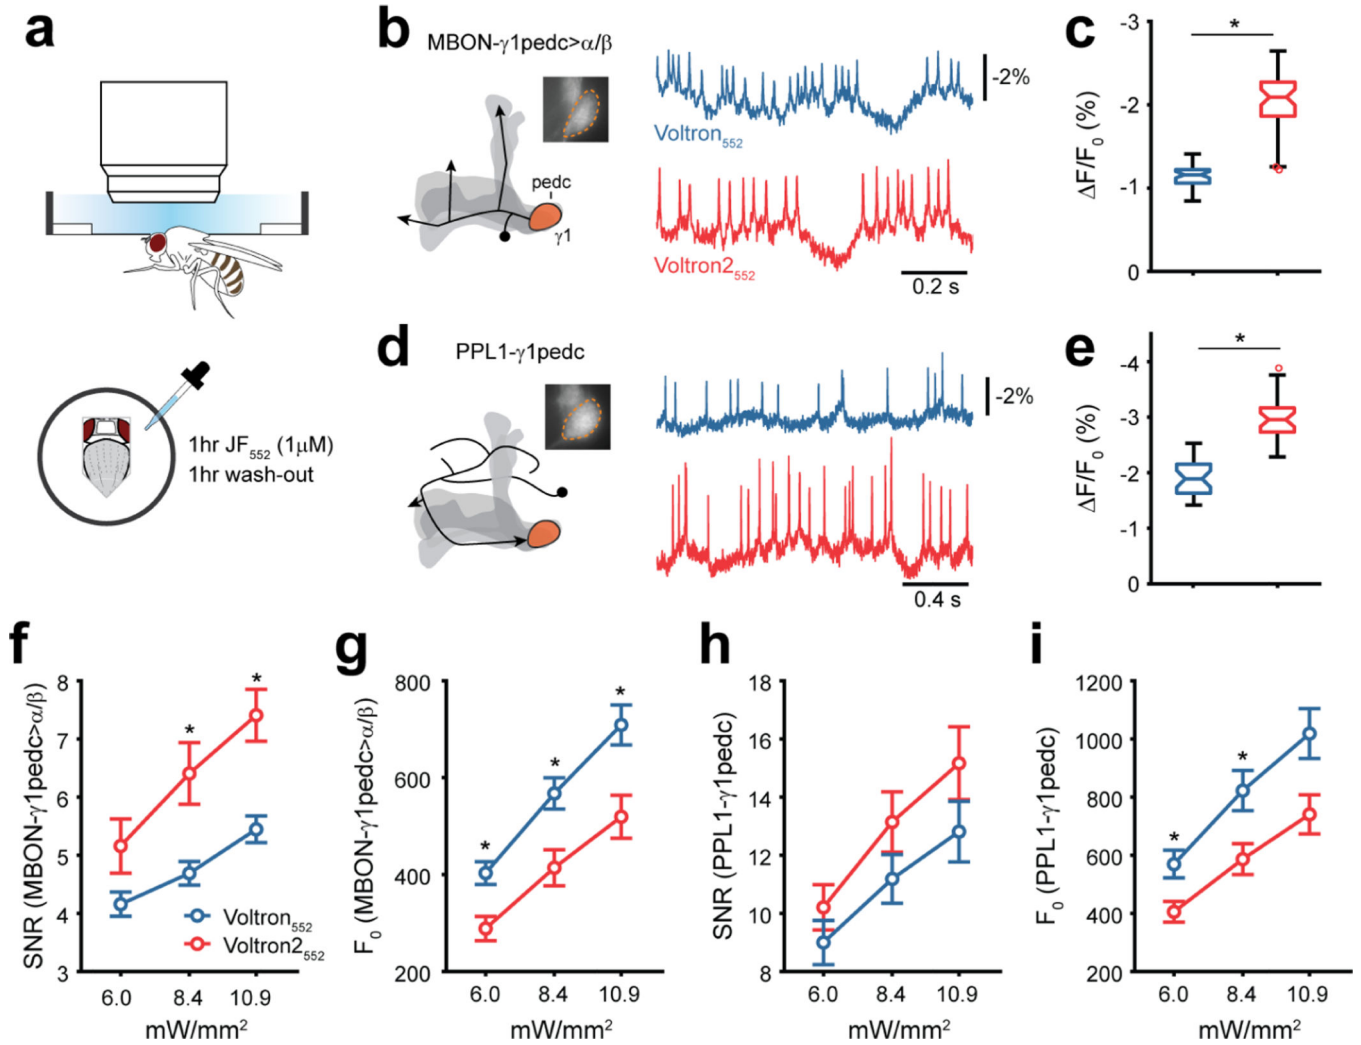 a
1hr JF552 (1μM)
1hr wash-out
b
MBON-γ1pedc>α/β
pedc
γ1
Voltron552
-2%
Voltron2552
0.2 s
c
ΔF/F0 (%)
-3
-2
-1
0
*
d
PPL1-γ1pedc
-2%
0.4 s
e
ΔF/F0 (%)
-4
-3
-2
-1
0
*
f
SNR (MBON-γ1pedc>α/β)
8
7
6
5
4
3
*
*
Voltron552
Voltron2552
6.0 8.4 10.9
mW/mm²
g
F0 (MBON-γ1pedc>α/β)
800
600
400
200
*
*
*
6.0 8.4 10.9
mW/mm²
h
SNR (PPL1-γ1pedc)
18
16
14
12
10
8
6.0 8.4 10.9
mW/mm²
i
F0 (PPL1-γ1pedc)
1200
1000
800
600
400
200
*
*
6.0 8.4 10.9
mW/mm²